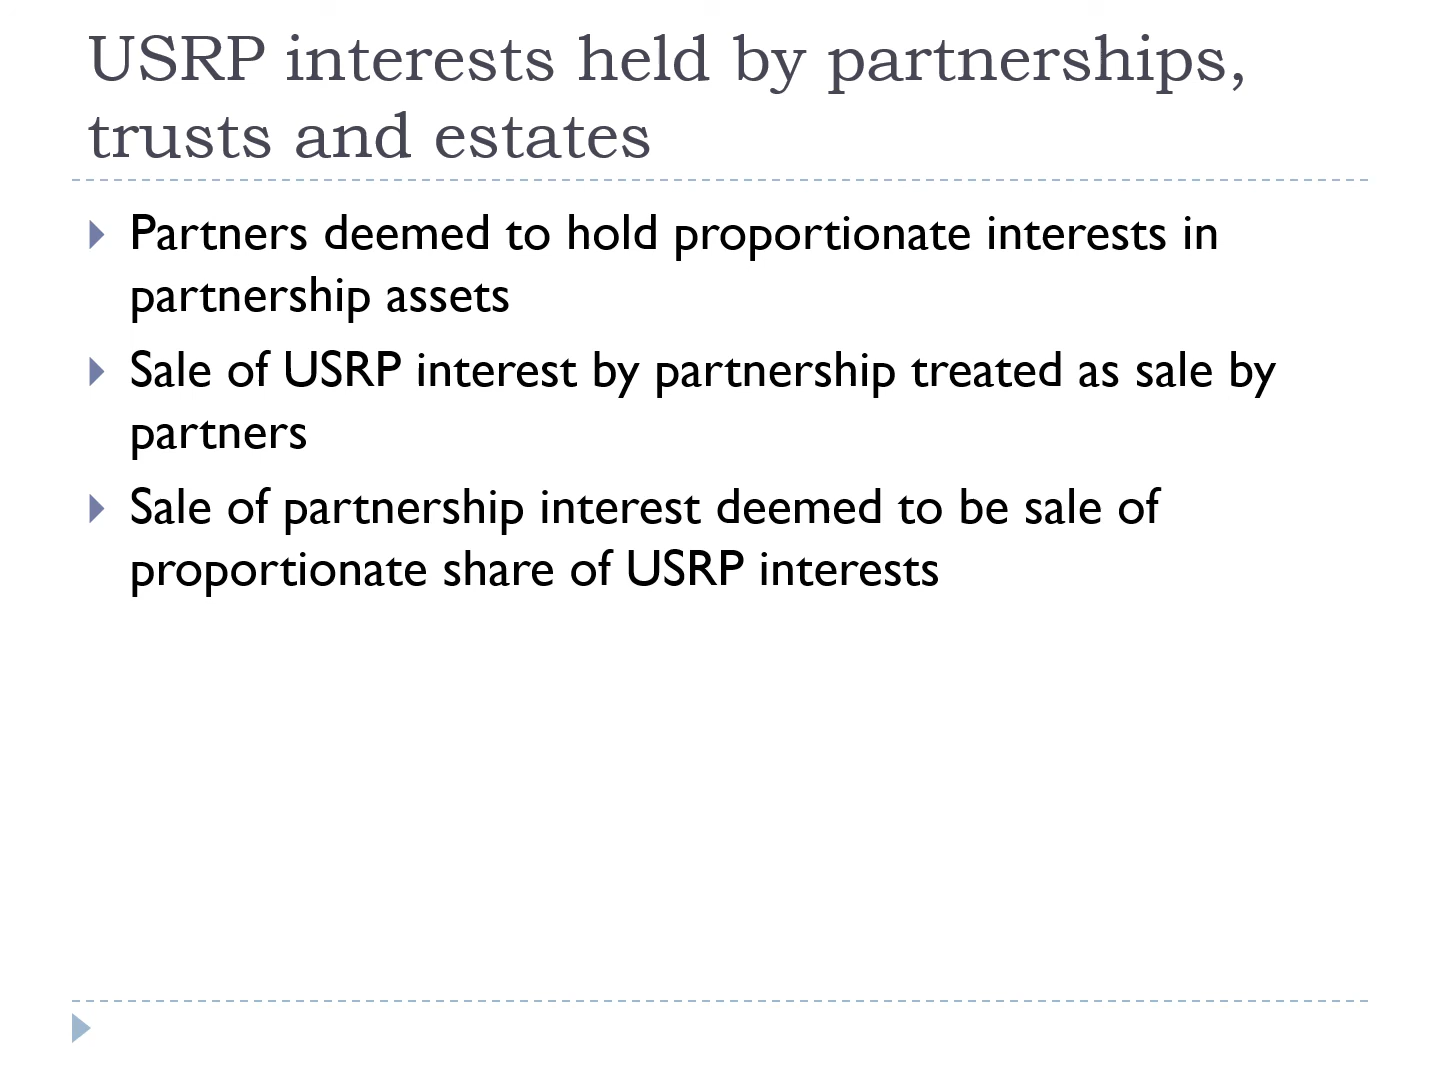 USRP interests held by partnerships,
trusts and estates
Partners deemed to hold proportionate interests in
partnership assets
Sale of USRP interest by partnership treated as sale by
partners
Sale of partnership interest deemed to be sale of
proportionate share of USRP interests